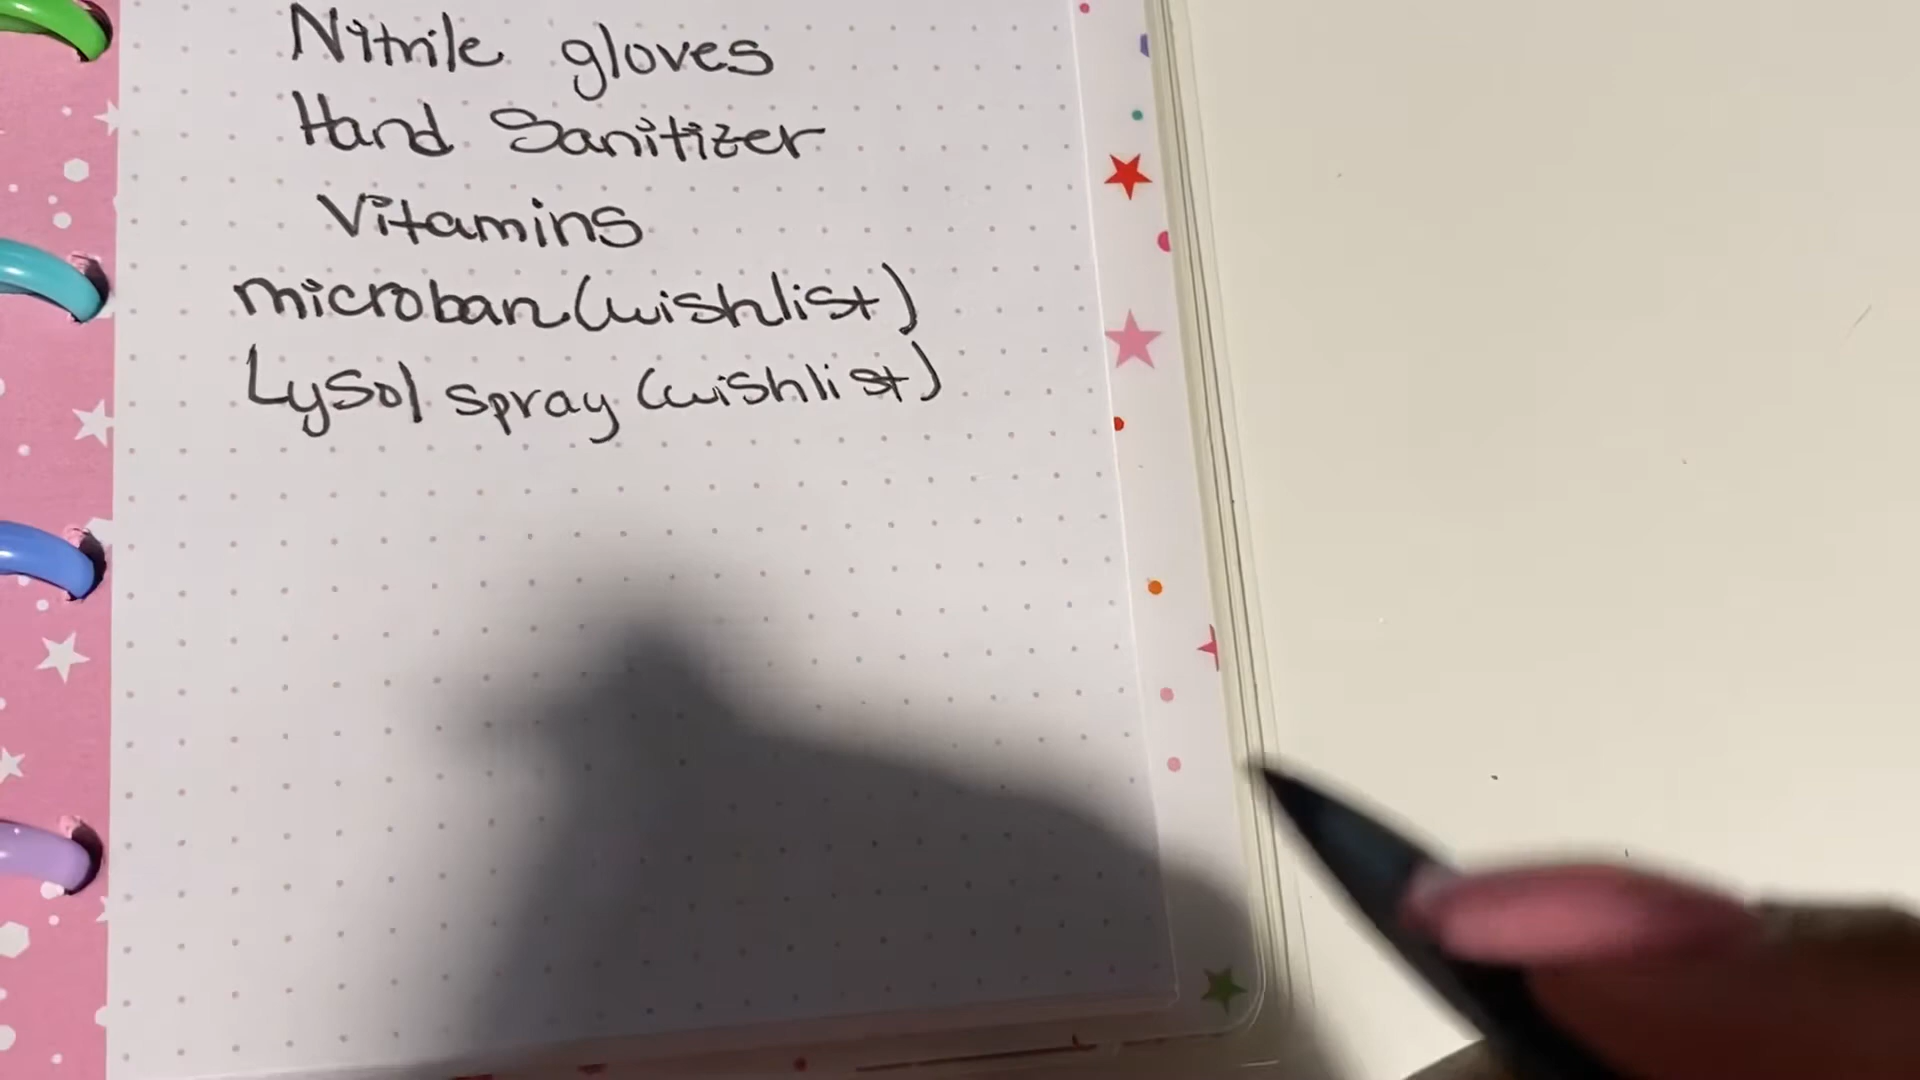 Nitrile gloves
Hand Sanitizer
Vitamins
microban (wishlist)
Lysol spray (wishlist)